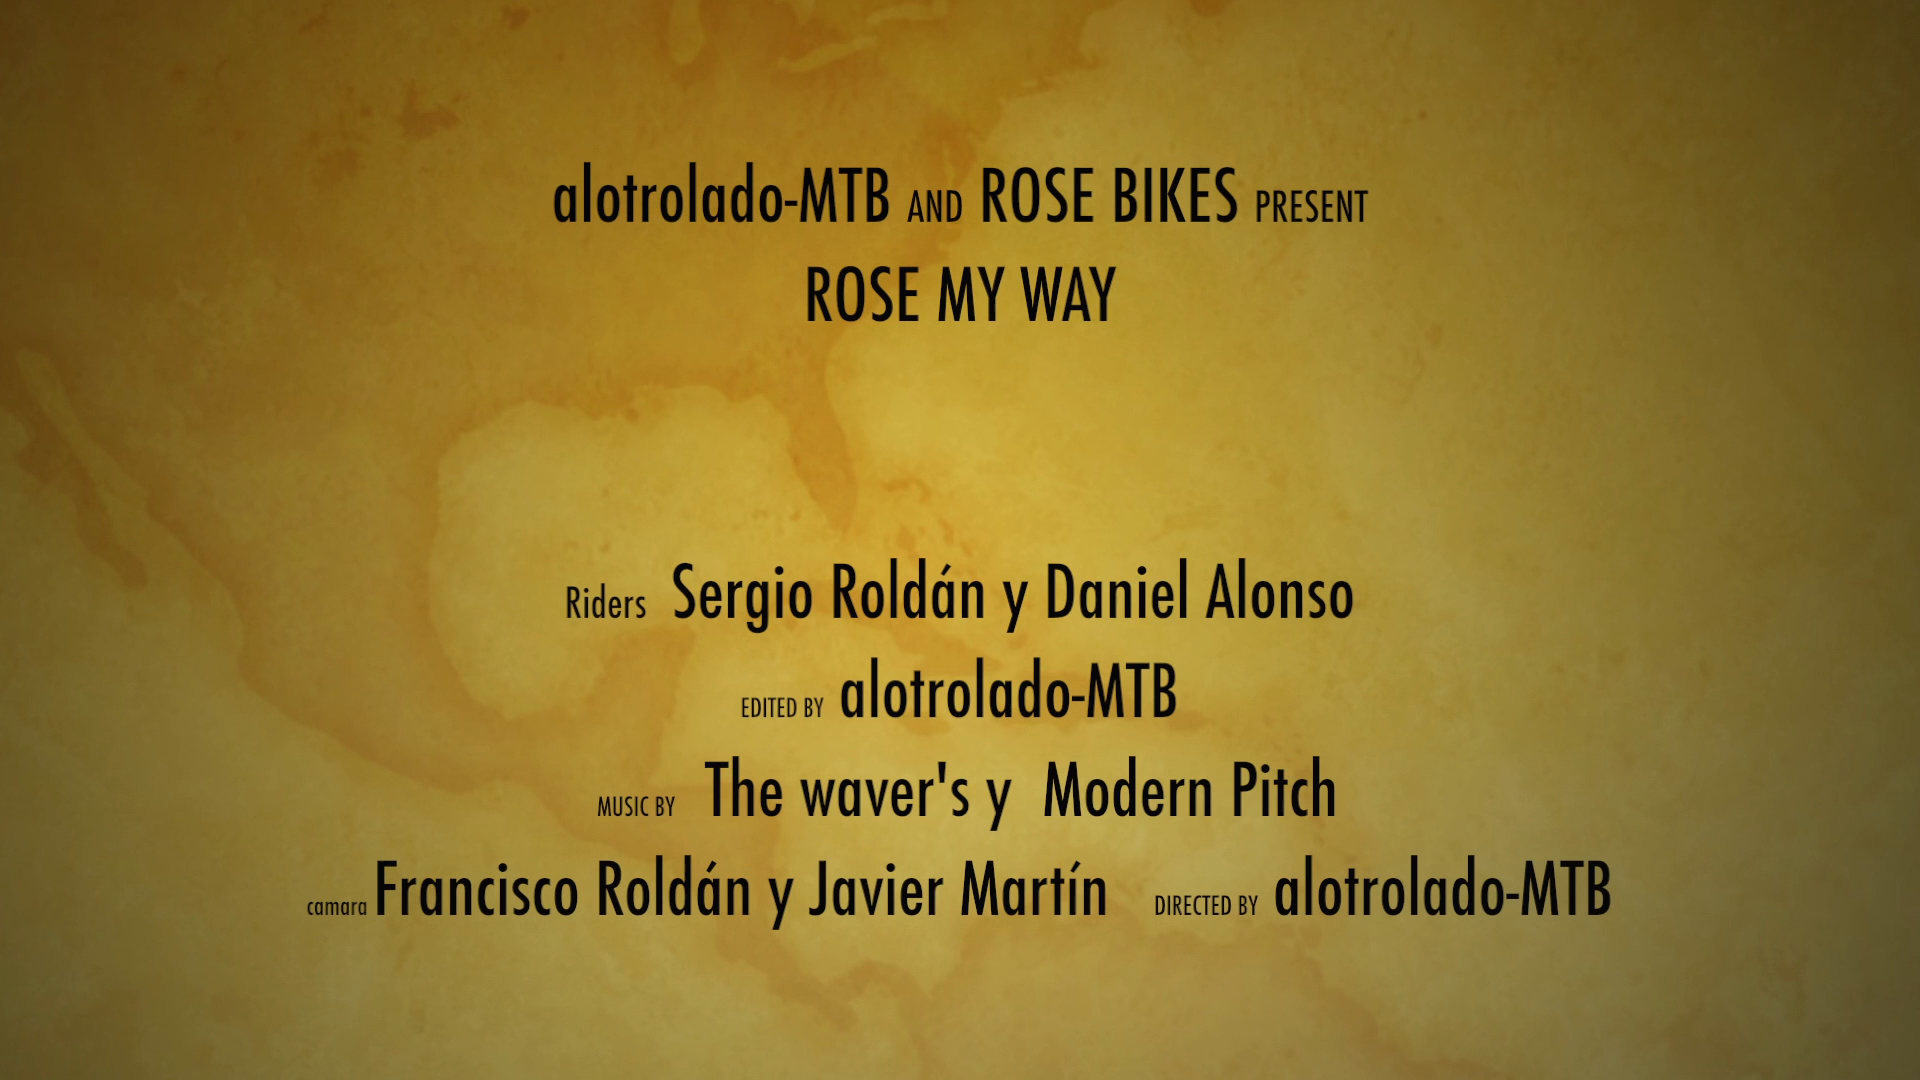 alotrolado-MTB AND ROSE BIKES PRESENT
ROSE MY WAY
Riders Sergio Roldán y Daniel Alonso
EDITED BY alotrolado-MTB
MUSIC BY The waver's y Modern Pitch
camara Francisco Roldán y Javier Martín DIRECTED BY alotrolado-MTB